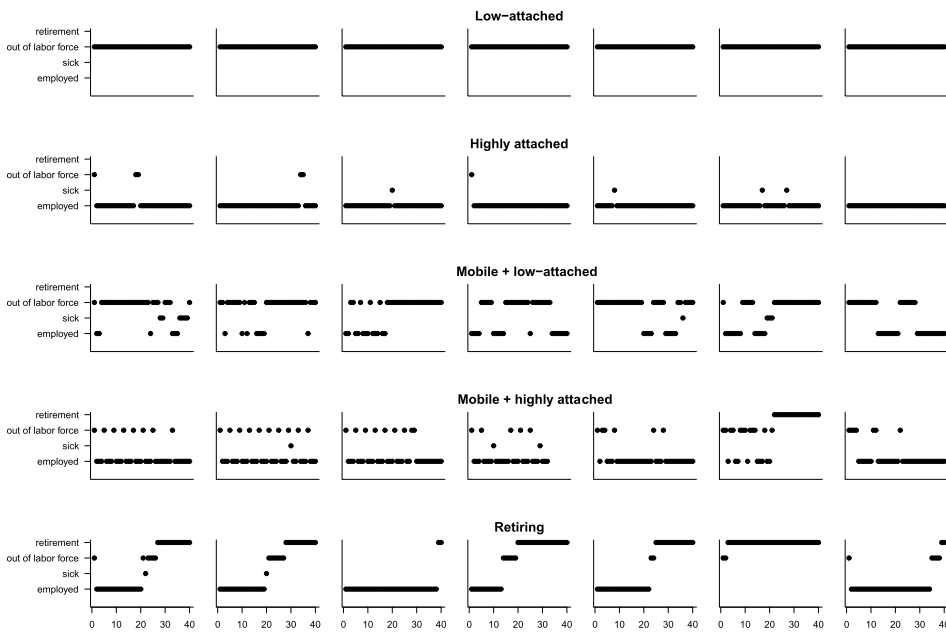 Low−attached
retirement
out of labor force
sick
employed
Highly attached
retirement
out of labor force
sick
employed
Mobile + low−attached
retirement
out of labor force
sick
employed
Mobile + highly attached
retirement
out of labor force
sick
employed
Retiring
retirement
out of labor force
sick
employed
0 10 20 30 40 0 10 20 30 40 0 10 20 30 40 0 10 20 30 40 0 10 20 30 40 0 10 20 30 40 0 10 20 30 40